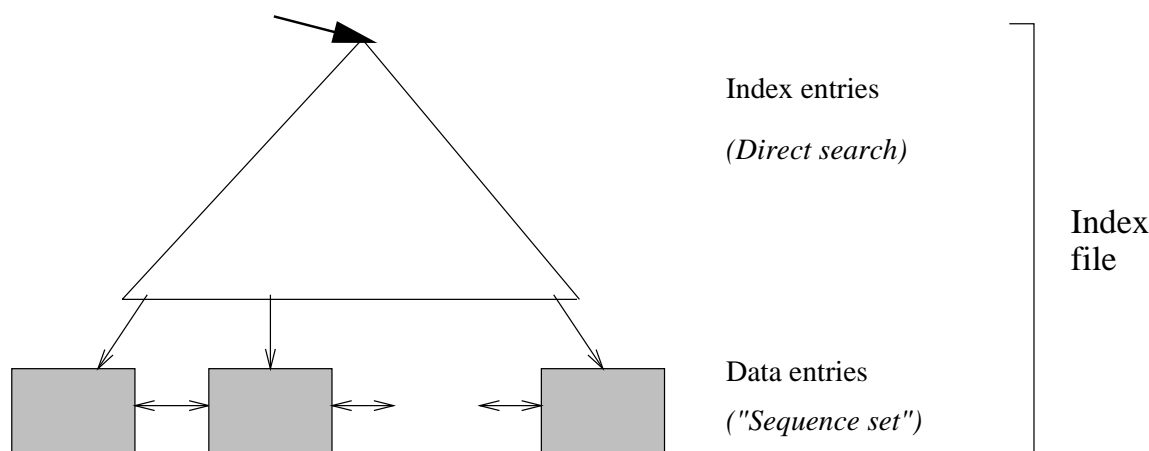 Index entries
(Direct search)
Index
file
Data entries
("Sequence set")